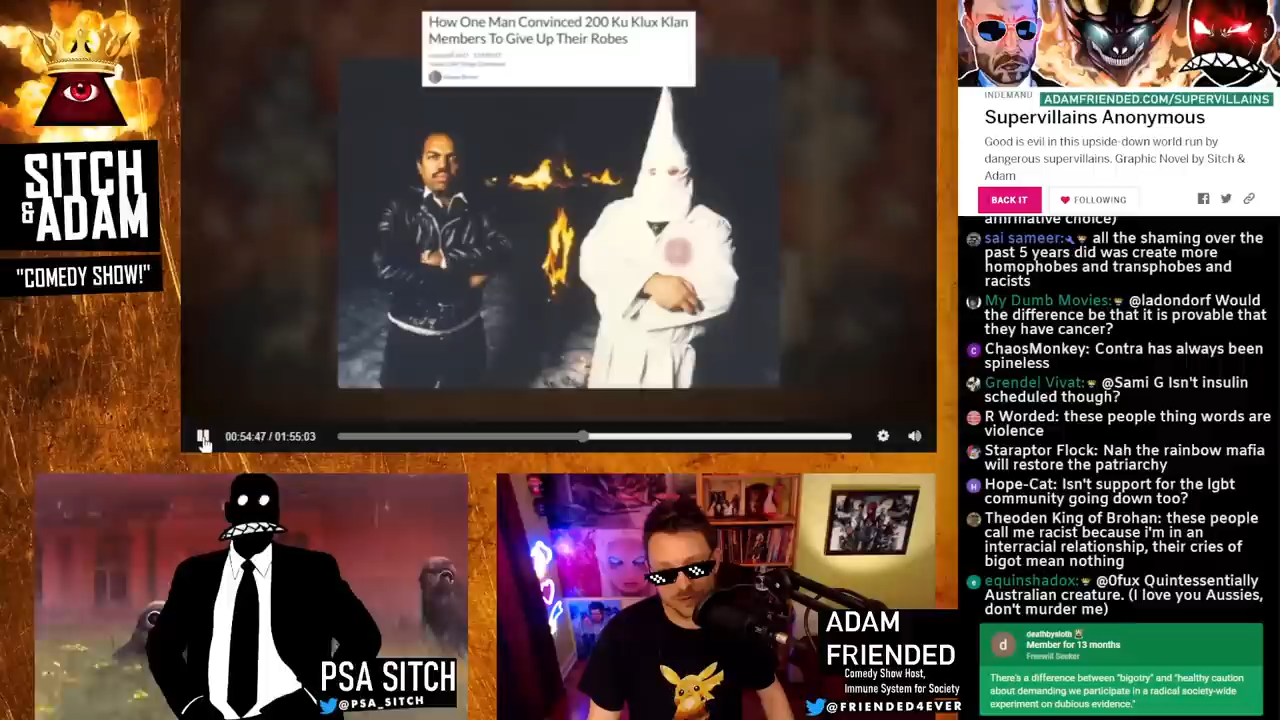 How One Man Convinced 200 Ku Klux Klan
Members To Give Up Their Robes
00:54:47 / 01:55:03
SITCH
& ADAM
"COMEDY SHOW!"
PSA SITCH
@PSA_SITCH
ADAM
FRIENDED
Comedy Show Host,
Immune System for Society
@FRIENDED4EVER
INDEMAND
ADAMFRIENDED.COM/SUPERVILLAINS
Supervillains Anonymous
Good is evil in this upside-down world run by
dangerous supervillains. Graphic Novel by Sitch &
Adam
BACK IT
FOLLOWING
affirmative choice)
sai sameer: all the shaming over the
past 5 years did was create more
homophobes and transphobes and
racists
My Dumb Movies: @ladondorf Would
the difference be that it is provable that
they have cancer?
ChaosMonkey: Contra has always been
spineless
Grendel Vivat: @Sami G Isn't insulin
scheduled though?
R Worded: these people thing words are
violence
Staraptor Flock: Nah the rainbow mafia
will restore the patriarchy
Hope-Cat: Isn't support for the lgbt
community going down too?
Theoden King of Brohan: these people
call me racist because i'm in an
interracial relationship, their cries of
bigot mean nothing
equinshadox: @0fux Quintessentially
Australian creature. (I love you Aussies,
don't murder me)
d
deathbysloth
Member for 13 months
Freewill Seeker
There's a difference between "bigotry" and "healthy caution
about demanding we participate in a radical society-wide
experiment on dubious evidence."